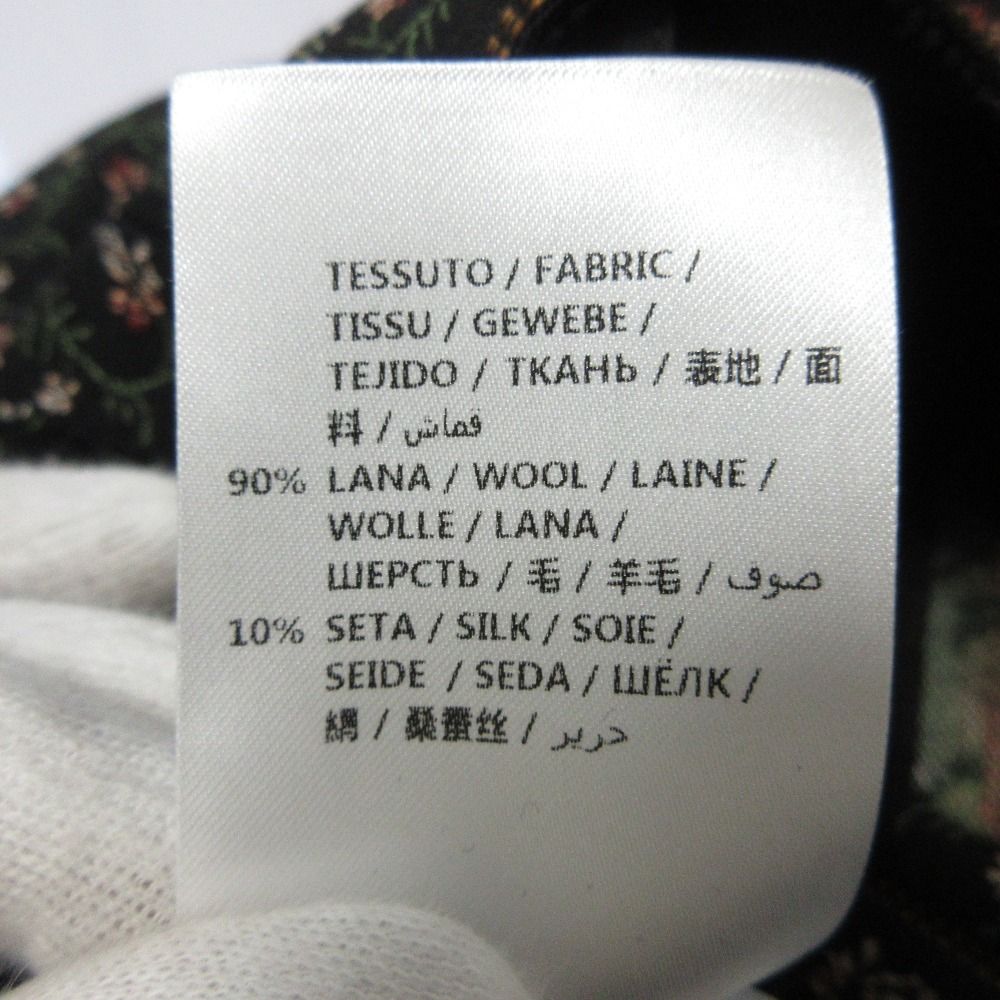 TESSUTO / FABRIC /
TISSU / GEWEBE /
TEJIDO / ТКАНЬ / 表地 / 面
料 / قماش
90% LANA / WOOL / LAINE /
WOLLE / LANA /
ШЕРСТЬ / 毛 / 羊毛 / صوف
10% SETA / SILK / SOIE /
SEIDE / SEDA / ШЁЛК /
絹 / 桑蚕丝 / حرير